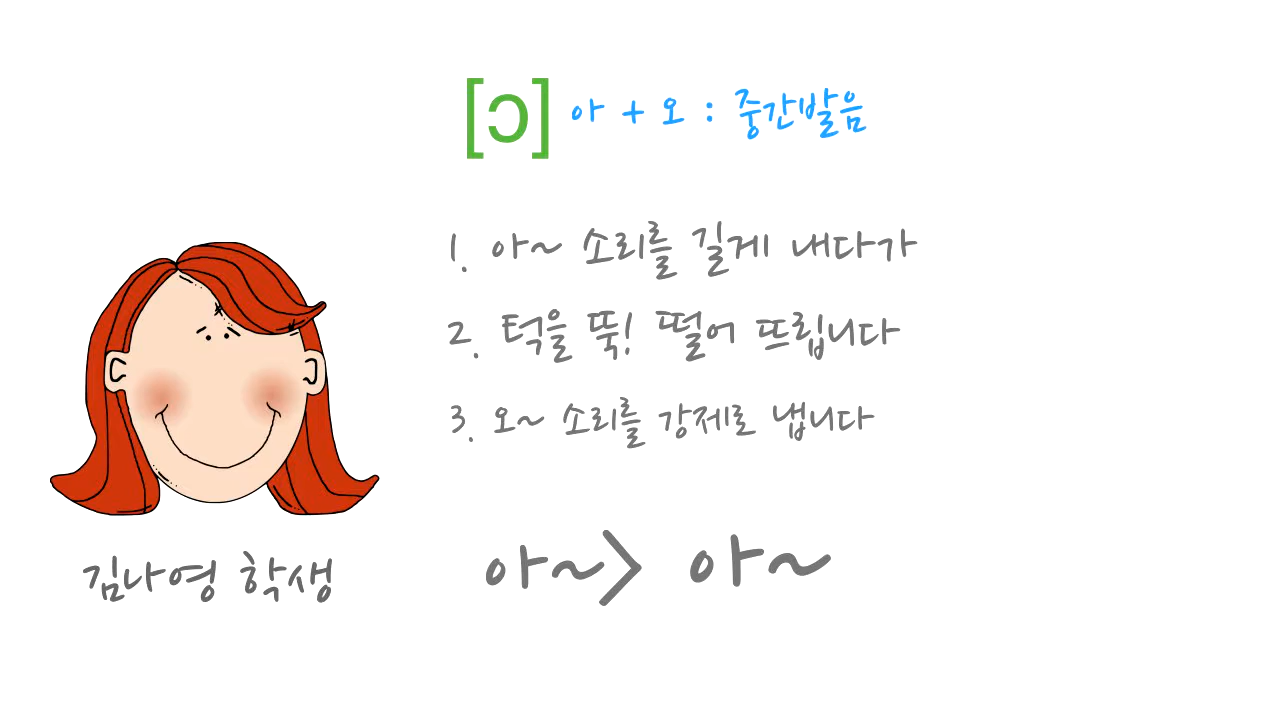 [ɔ] 아 + 오 : 중간발음
1. 아~ 소리를 길게 내다가
2. 턱을 뚝! 떨어 뜨립니다
3. 오~ 소리를 강제로 냅니다
아~> 아~
김나영 학생